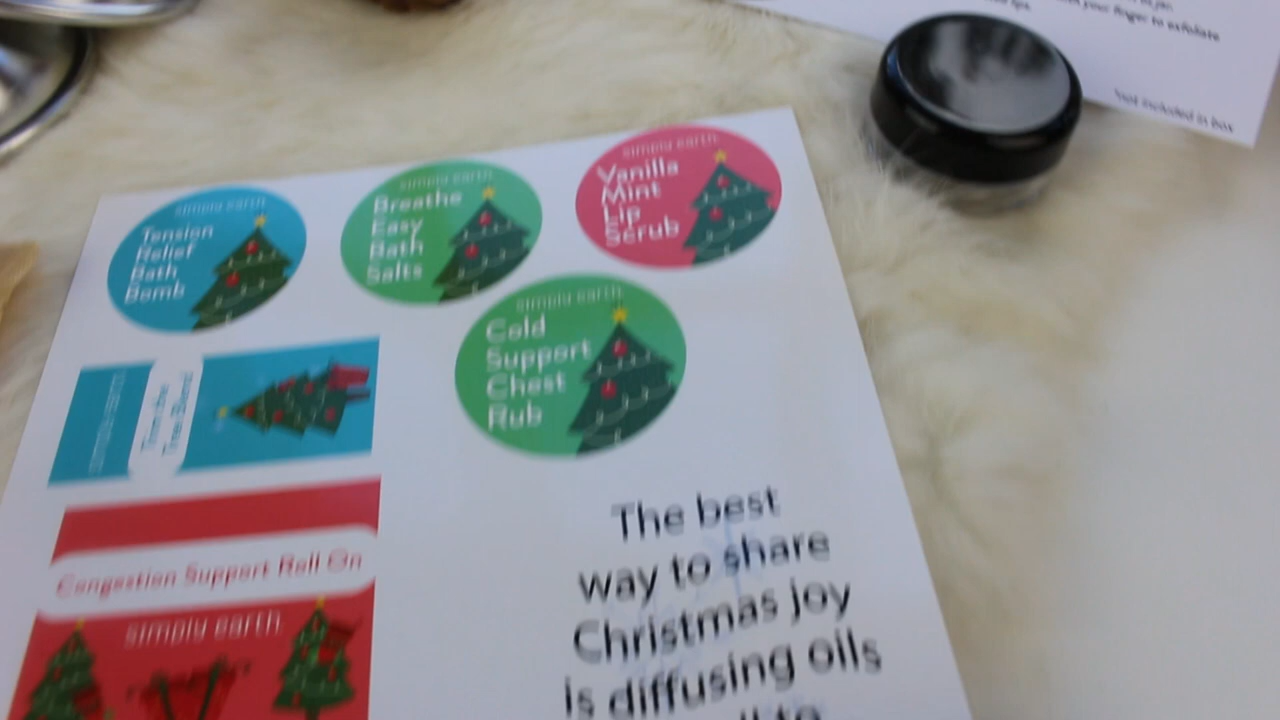 your finger to exfoliate
*Not included in box
simply earth
Tension
Relief
Bath
Bomb
simply earth
Breathe
Easy
Bath
Salts
simply earth
Vanilla
Mint
Lip
Scrub
simply earth
Cold
Support
Chest
Rub
simply earth
Trim the
Tree Blend
Congestion Support Roll On
simply earth
The best
way to share
Christmas joy
is diffusing oils